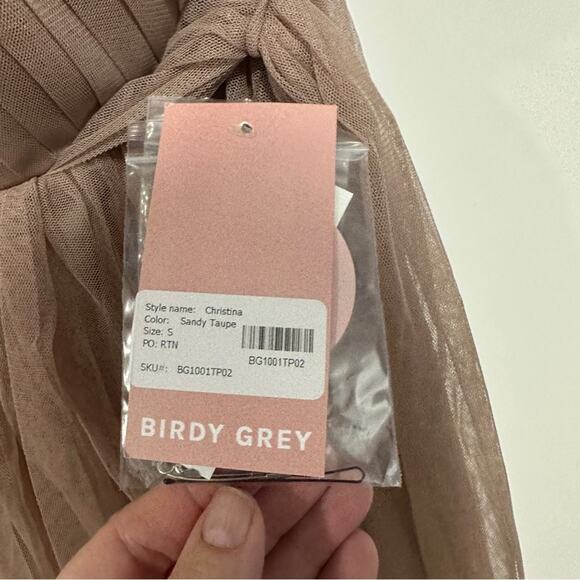 Style name: Christina
Color: Sandy Taupe
Size: S
PO: RTN
BG1001TP02
SKU#: BG1001TP02
BIRDY GREY